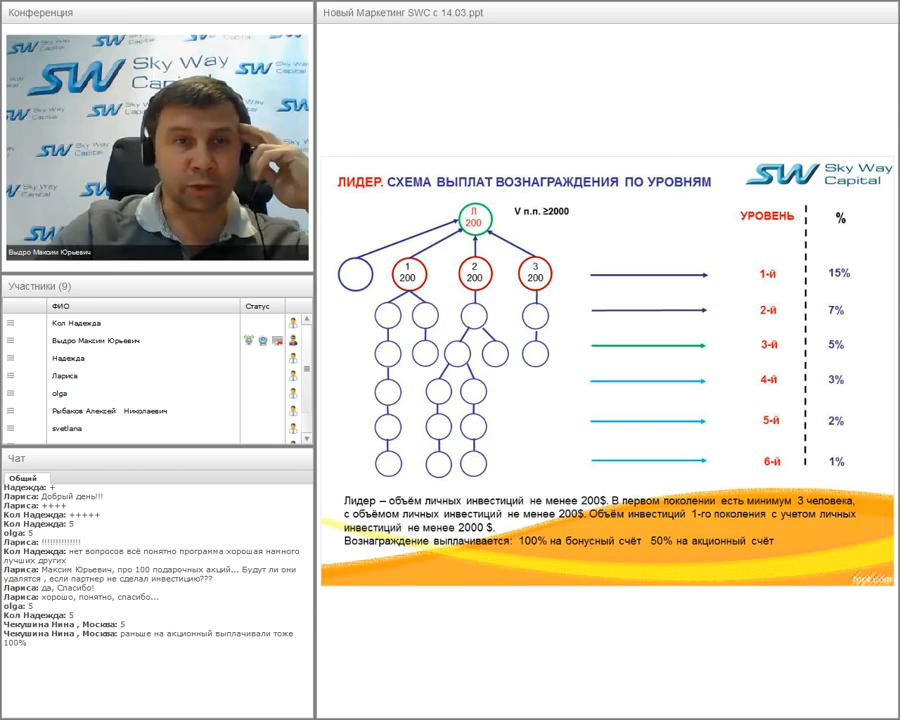 Конференция
Sky Way
Capital
Выдро Максим Юрьевич
Участники (9)
ФИО
Статус
Кол Надежда
Выдро Максим Юрьевич
Надежда
Лариса
olga
Рыбаков Алексей Николаевич
svetlana
Чат
Общий
Надежда: +
Лариса: Добрый день!!!
Лариса: ++++
Кол Надежда: +++++
Кол Надежда: 5
olga: 5
Лариса: !!!!!!!!!!!!!!
Кол Надежда: нет вопросов всё понятно программа хорошая намного
лучших других
Лариса: Максим Юрьевич, про 100 подарочных акций... Будут ли они
удалятся , если партнер не сделал инвестицию???
Лариса: да, Спасибо!
Лариса: хорошо, понятно, спасибо...
olga: 5
Кол Надежда: 5
Чекушина Нина , Москва: 5
Чекушина Нина , Москва: раньше на акционный выплачивали тоже
100%
Новый Маркетинг SWC с 14.03.ppt
SW Sky Way
Capital
ЛИДЕР. СХЕМА ВЫПЛАТ ВОЗНАГРАЖДЕНИЯ ПО УРОВНЯМ
Л
200
V п.п. ≥2000
УРОВЕНЬ
%
1
200
2
200
3
200
1-й 15%
2-й 7%
3-й 5%
4-й 3%
5-й 2%
6-й 1%
Лидер – объём личных инвестиций не менее 200$. В первом поколении есть минимум 3 человека,
с объёмом личных инвестиций не менее 200$. Объём инвестиций 1-го поколения с учетом личных
инвестиций не менее 2000 $.
Вознаграждение выплачивается: 100% на бонусный счёт 50% на акционный счёт
fppt.com